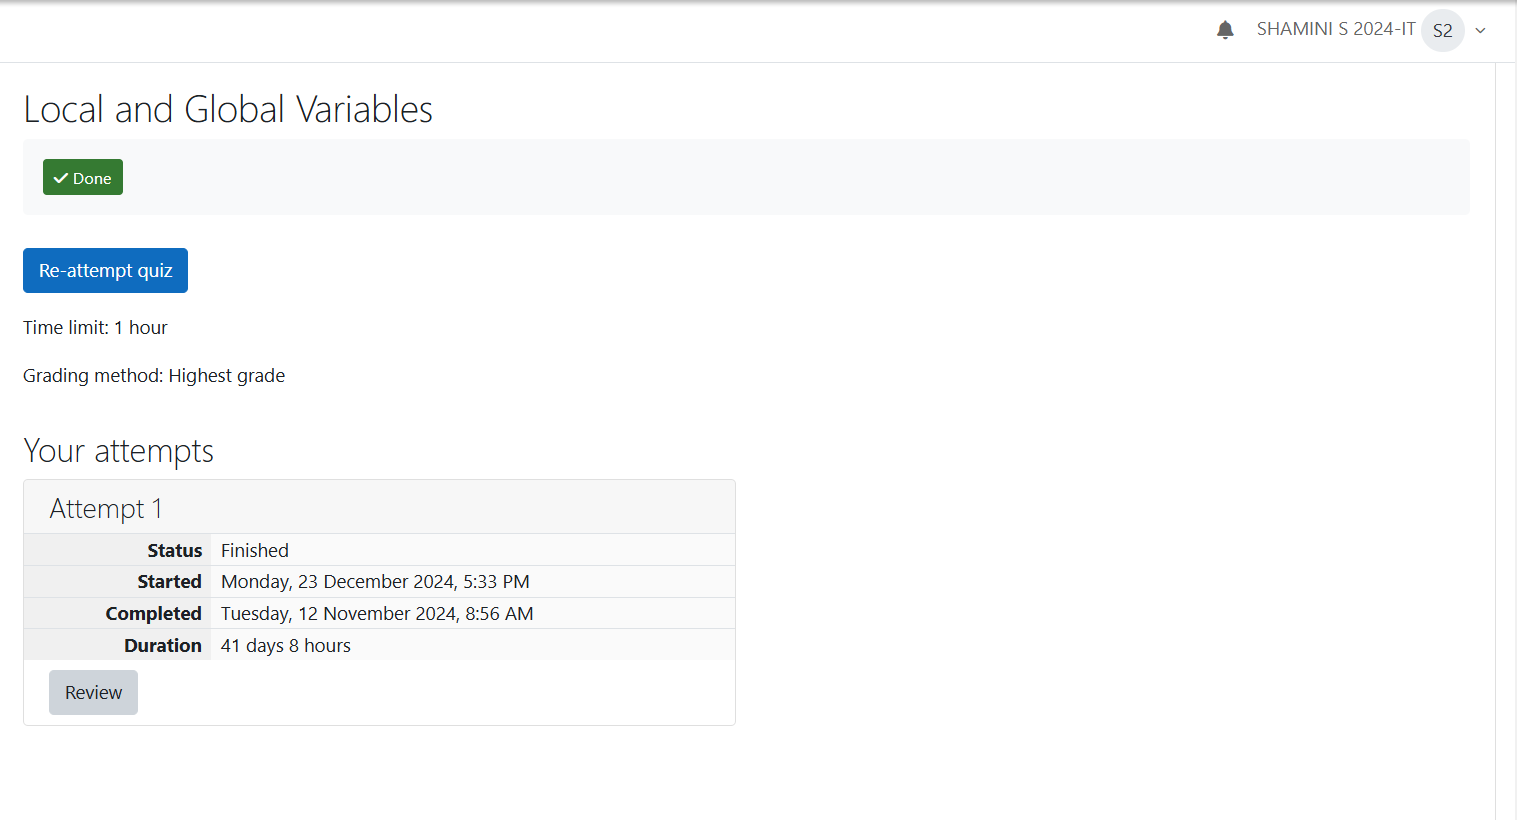 SHAMINI S 2024-IT S2
Local and Global Variables
Done
Re-attempt quiz
Time limit: 1 hour
Grading method: Highest grade
Your attempts
Attempt 1
Status Finished
Started Monday, 23 December 2024, 5:33 PM
Completed Tuesday, 12 November 2024, 8:56 AM
Duration 41 days 8 hours
Review